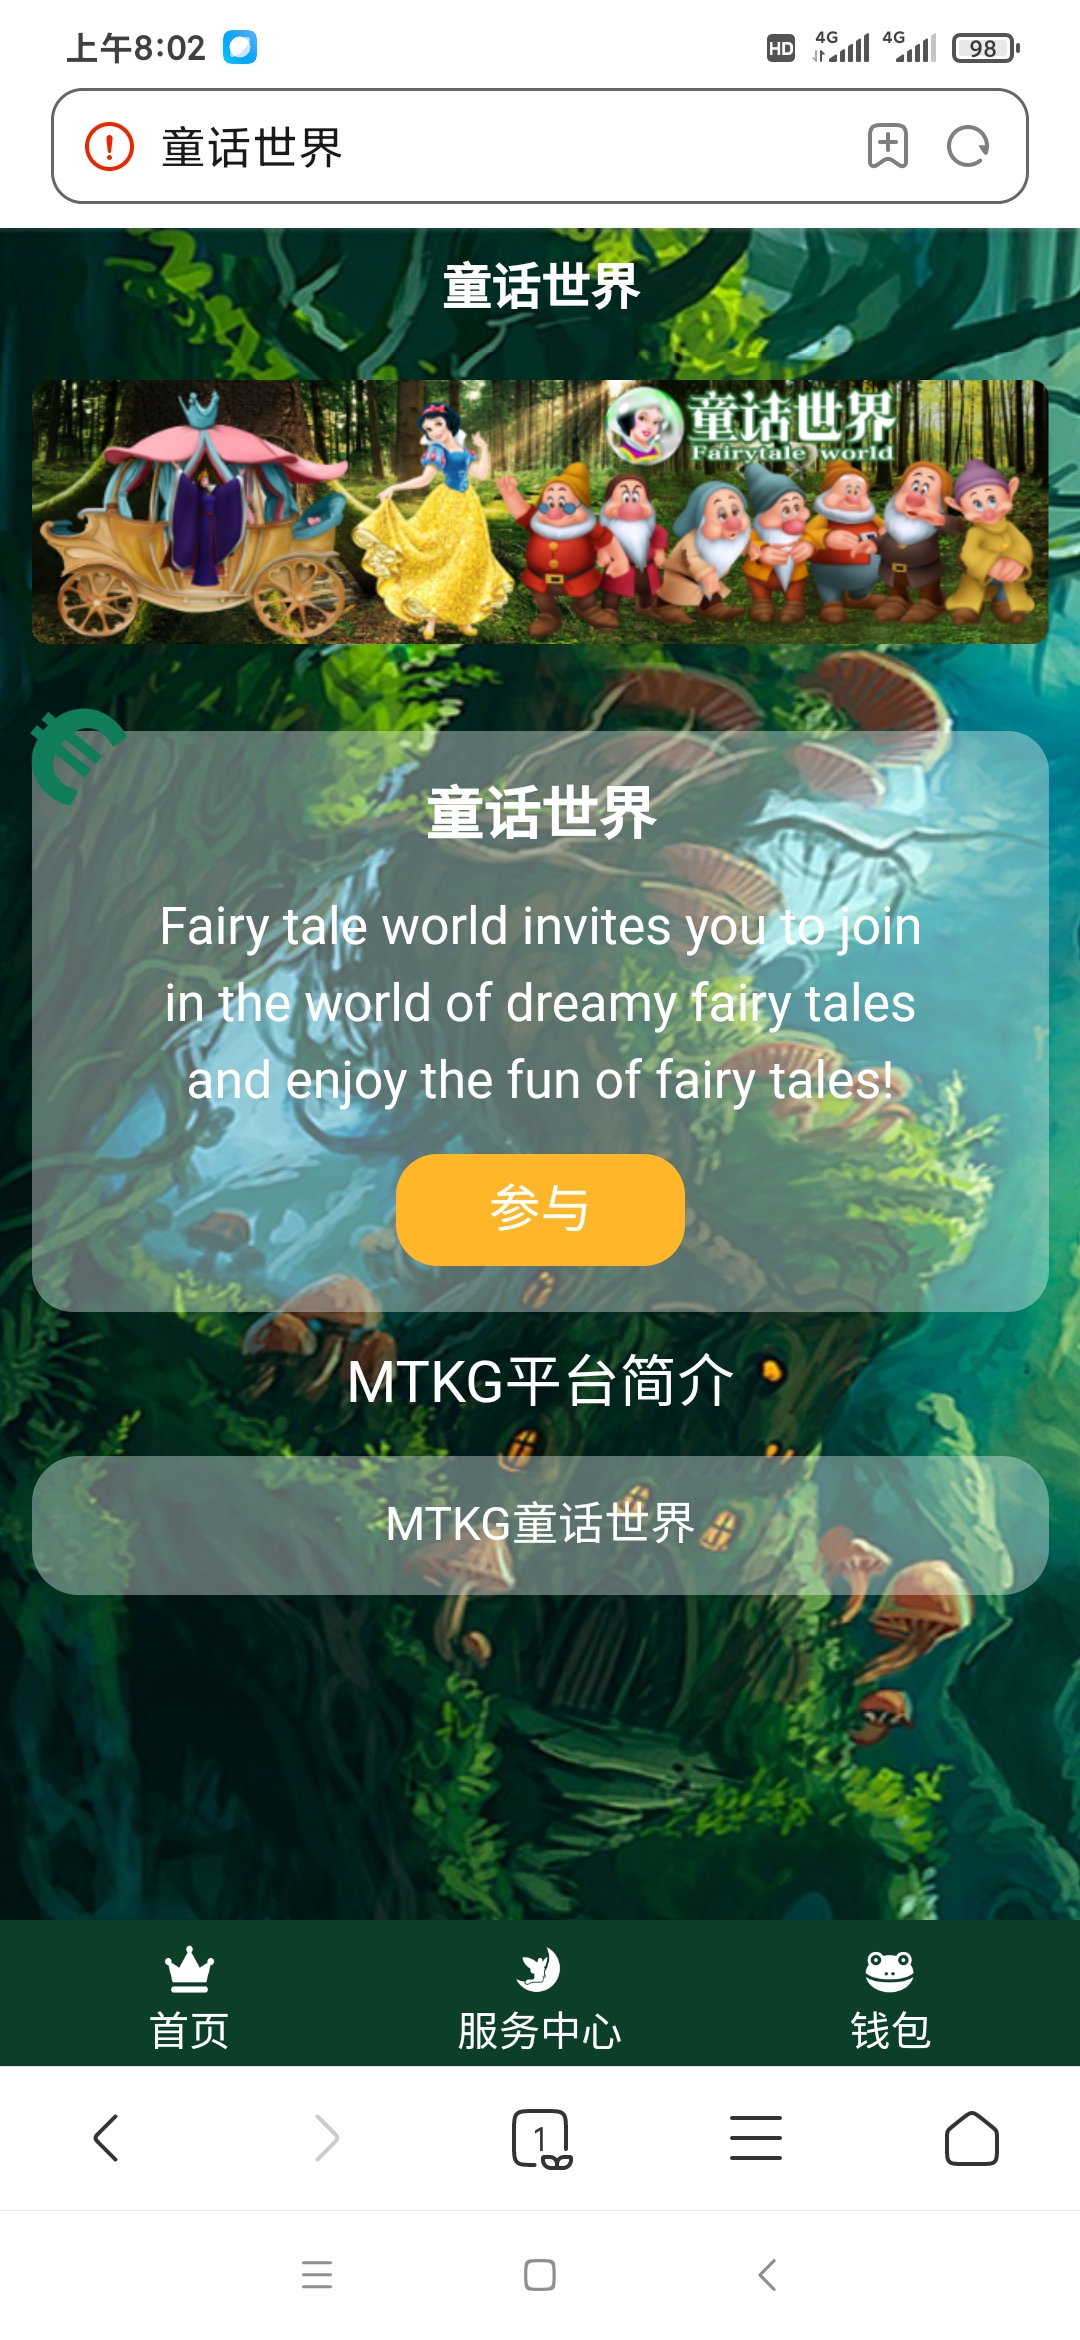 上午8:02
HD 4G 4G 98
童话世界
童话世界
童话世界
Fairytale world
童话世界
Fairy tale world invites you to join
in the world of dreamy fairy tales
and enjoy the fun of fairy tales!
参与
MTKG平台简介
MTKG童话世界
首页 服务中心 钱包
1